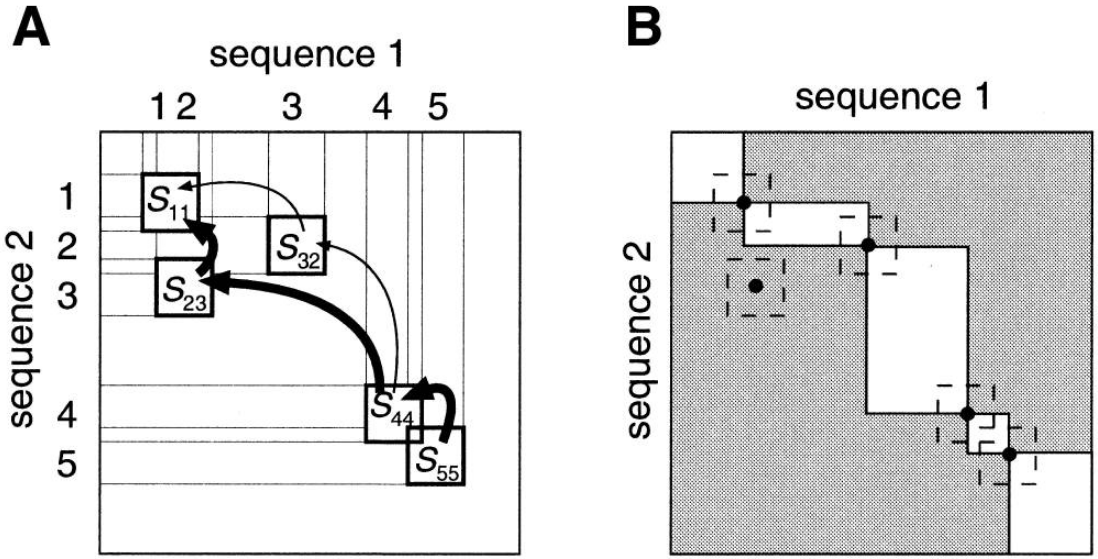 A
B
sequence 1
sequence 1
1 2 3 4 5
sequence 2
1
2
3
4
5
S11
S32
S23
S44
S55
sequence 2